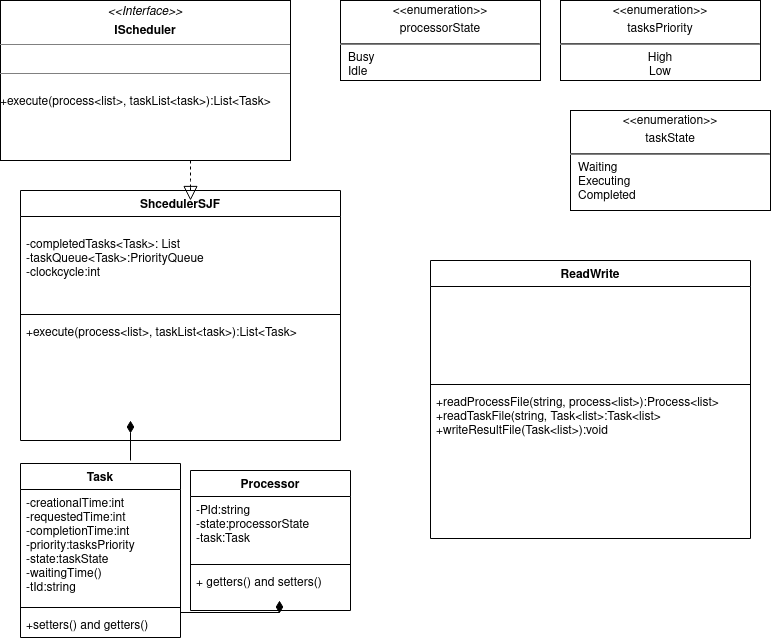 <<Interface>>
IScheduler
+execute(process<list>, taskList<task>):List<Task>
<<enumeration>>
processorState
Busy
Idle
<<enumeration>>
tasksPriority
High
Low
<<enumeration>>
taskState
Waiting
Executing
Completed
ShcedulerSJF
-completedTasks<Task>: List
-taskQueue<Task>:PriorityQueue
-clockcycle:int
+execute(process<list>, taskList<task>):List<Task>
ReadWrite
+readProcessFile(string, process<list>):Process<list>
+readTaskFile(string, Task<list>:Task<list>
+writeResultFile(Task<list>):void
Task
-creationalTime:int
-requestedTime:int
-completionTime:int
-priority:tasksPriority
-state:taskState
-waitingTime()
-tId:string
+setters() and getters()
Processor
-PId:string
-state:processorState
-task:Task
+ getters() and setters()